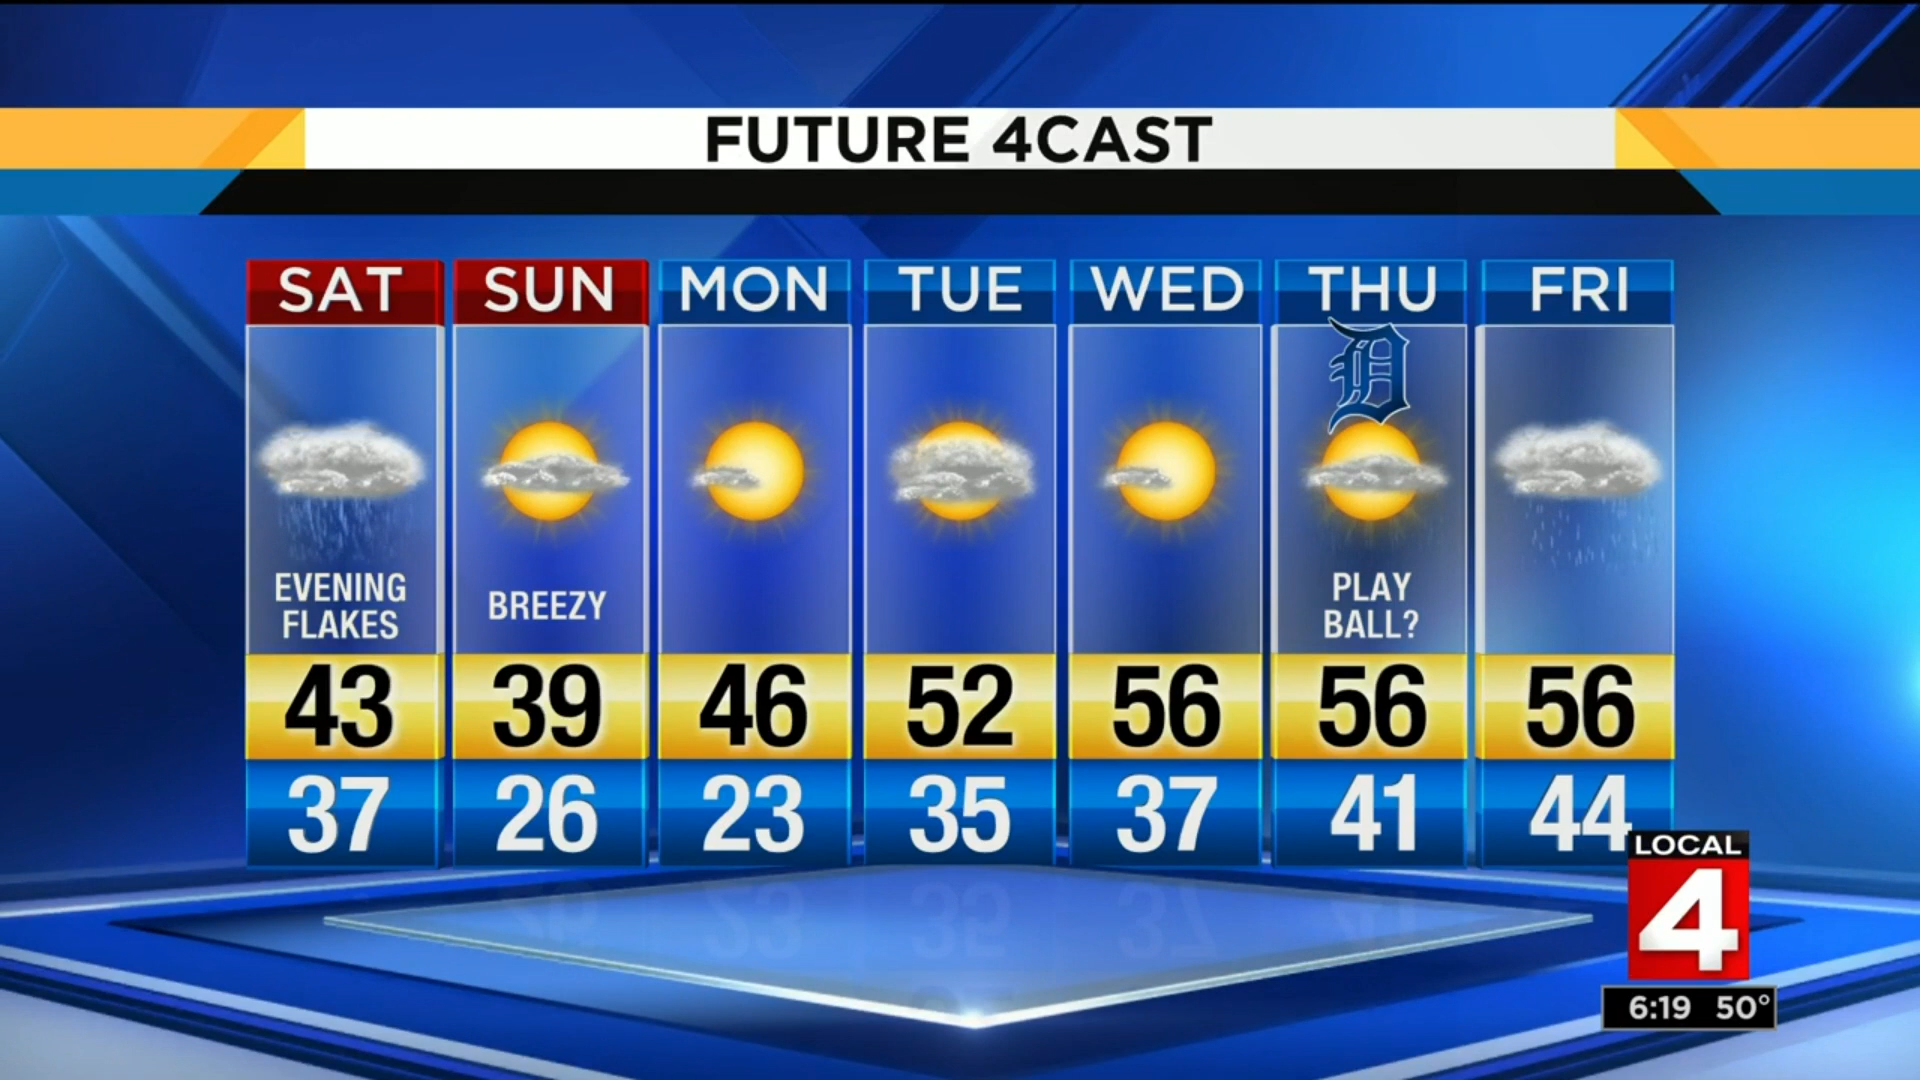 FUTURE 4CAST
SAT SUN MON TUE WED THU FRI
D
EVENING
FLAKES
BREEZY
PLAY
BALL?
43 39 46 52 56 56 56
37 26 23 35 37 41 44
LOCAL
4
6:19 50°